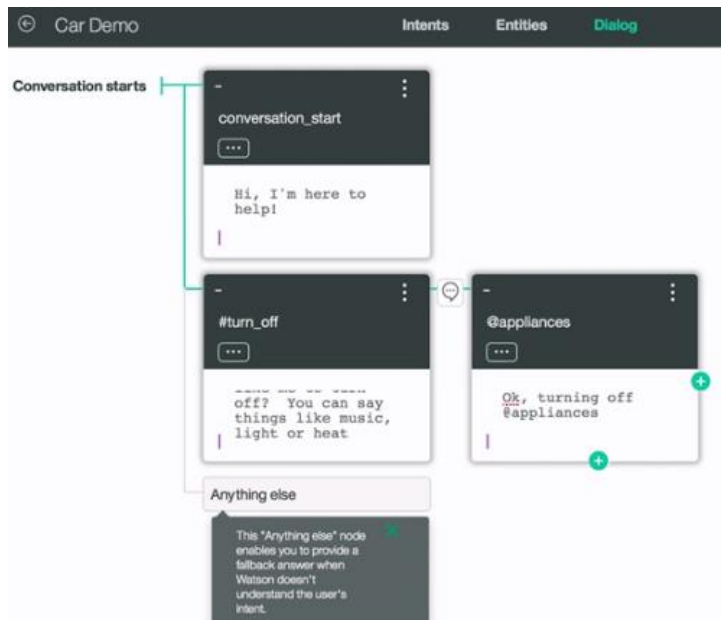 Car Demo
Intents
Entities
Dialog
Conversation starts
conversation_start
Hi, I'm here to
help!
#turn_off
off? You can say
things like music,
light or heat
@appliances
Ok, turning off
@appliances
Anything else
This "Anything else" node
enables you to provide a
fallback answer when
Watson doesn't
understand the user's
intent.